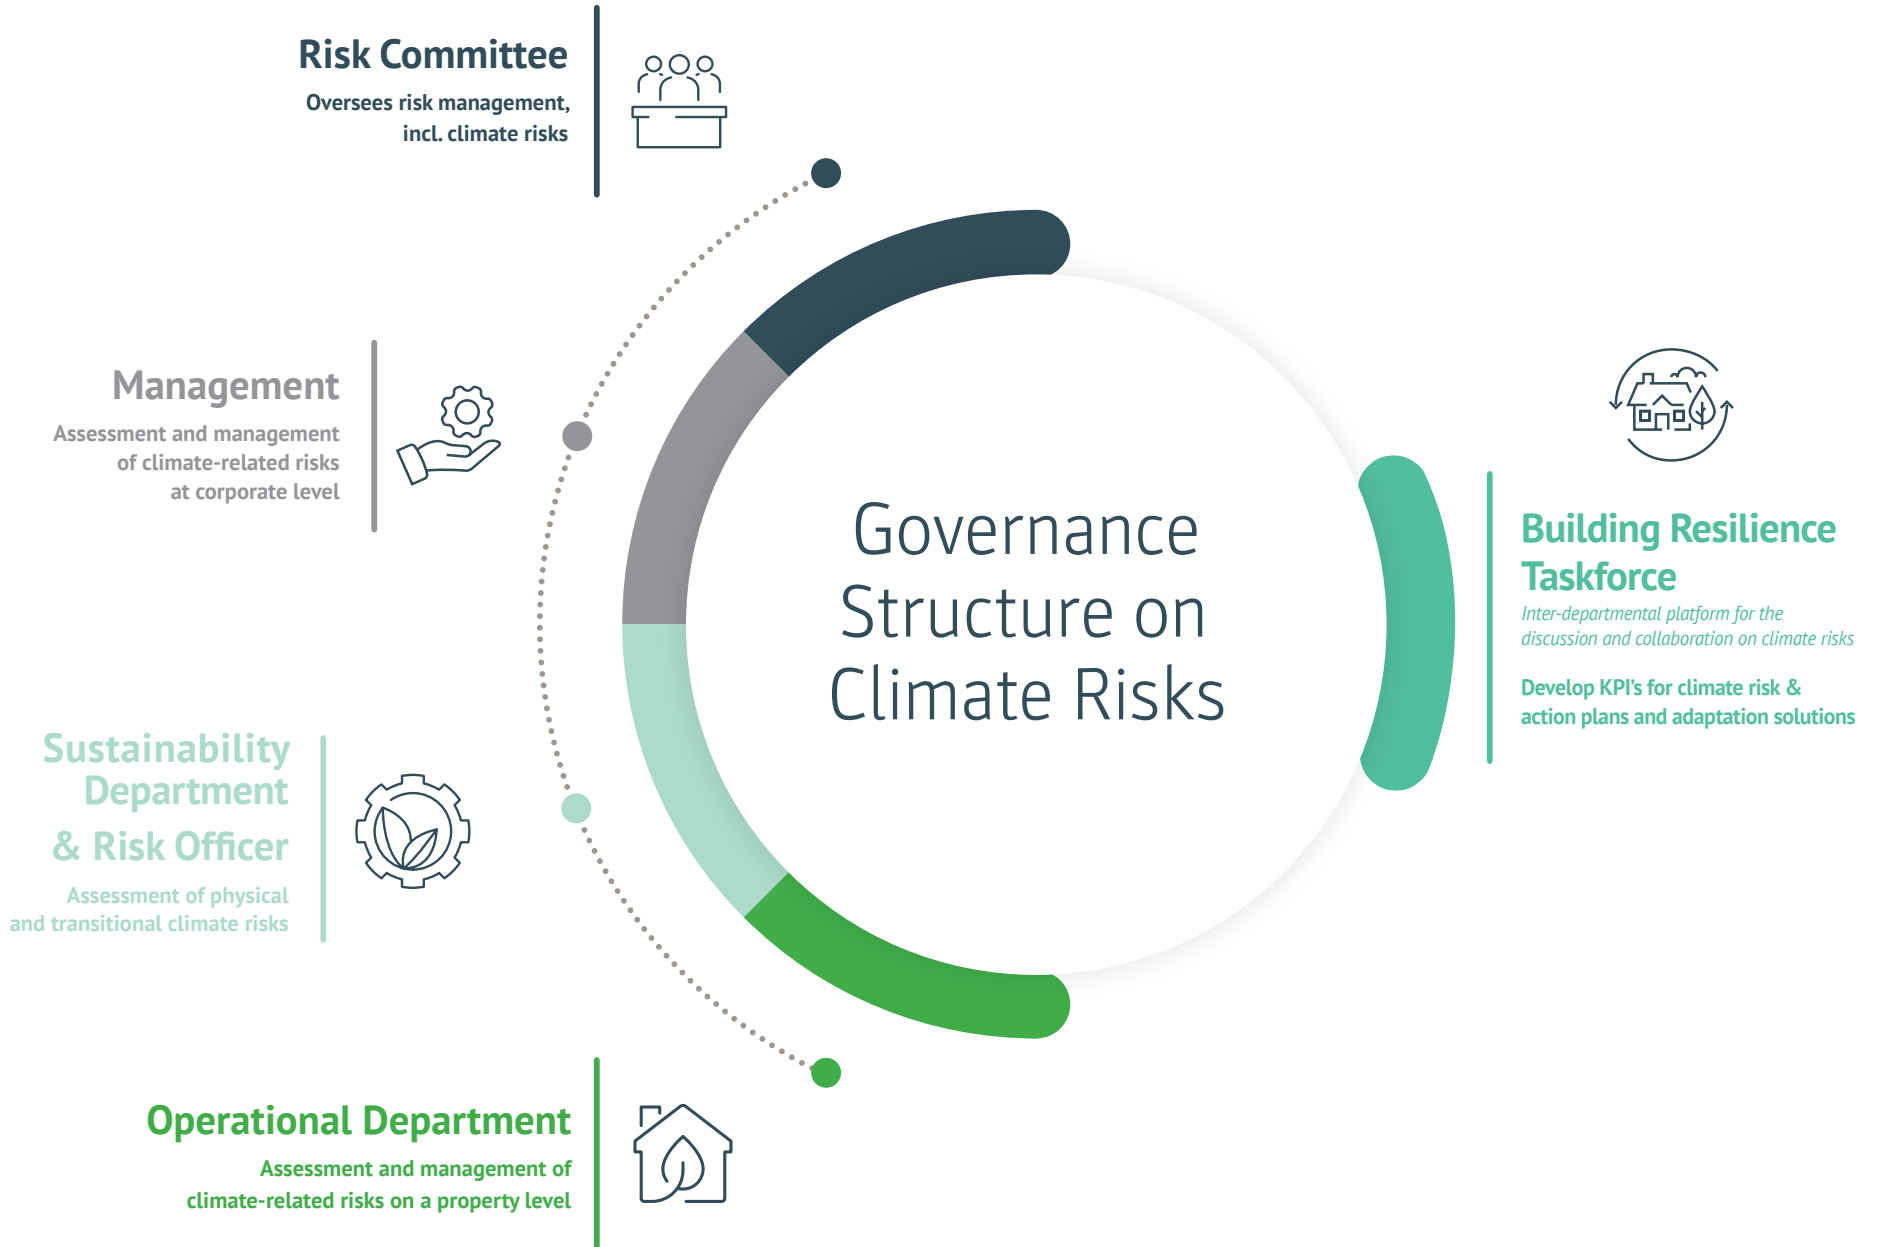 Risk Committee
Oversees risk management,
incl. climate risks
Management
Assessment and management
of climate-related risks
at corporate level
Sustainability
Department
& Risk Officer
Assessment of physical
and transitional climate risks
Operational Department
Assessment and management of
climate-related risks on a property level
Governance
Structure on
Climate Risks
Building Resilience
Taskforce
Inter-departmental platform for the
discussion and collaboration on climate risks
Develop KPI’s for climate risk &
action plans and adaptation solutions